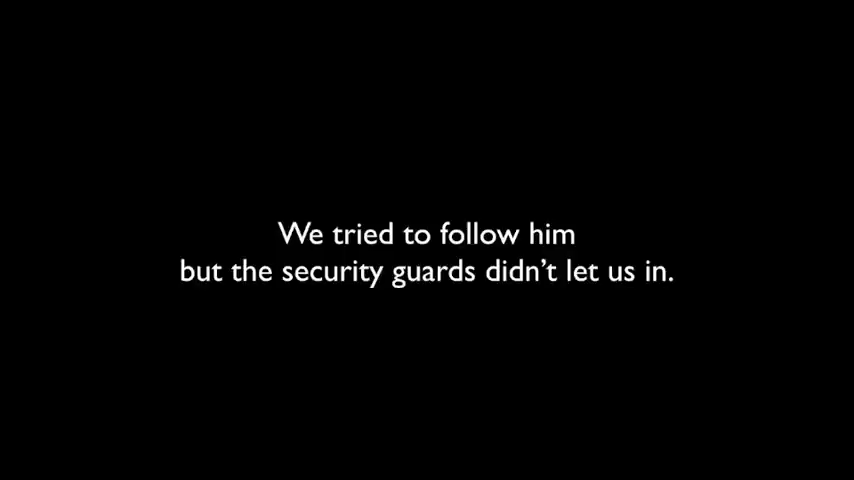 We tried to follow him
but the security guards didn’t let us in.